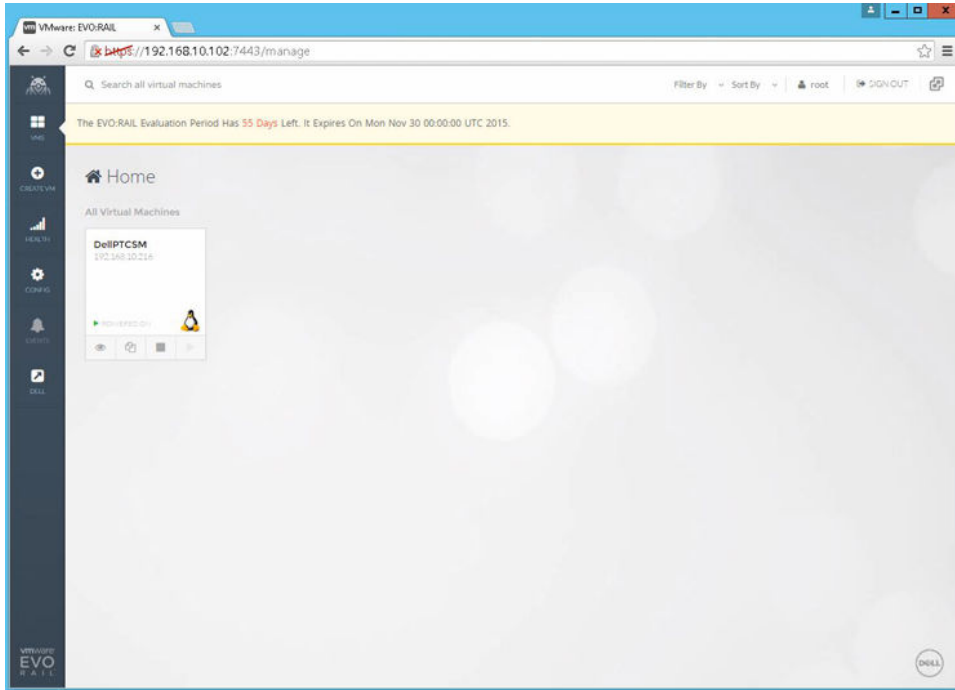 VMware: EVO:RAIL
https://192.168.10.102:7443/manage
Search all virtual machines
Filter By
Sort By
root
SIGN OUT
VMS
The EVO:RAIL Evaluation Period Has 55 Days Left. It Expires On Mon Nov 30 00:00:00 UTC 2015.
CREATE VM
Home
HEALTH
All Virtual Machines
DellPTCSM
192.168.10.216
CONFIG
POWERED ON
EVENTS
DELL
vmware
EVO
RAIL
DELL